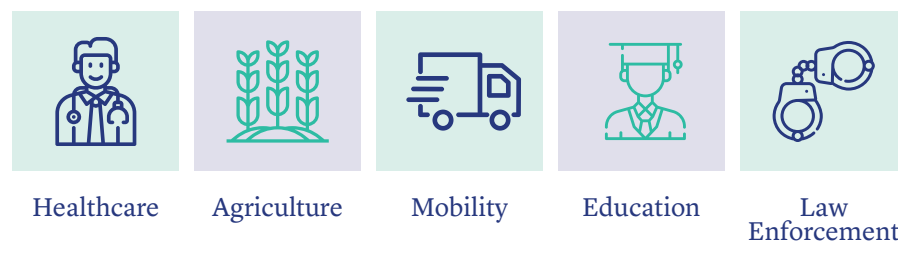 Healthcare
Agriculture
Mobility
Education
Law
Enforcement